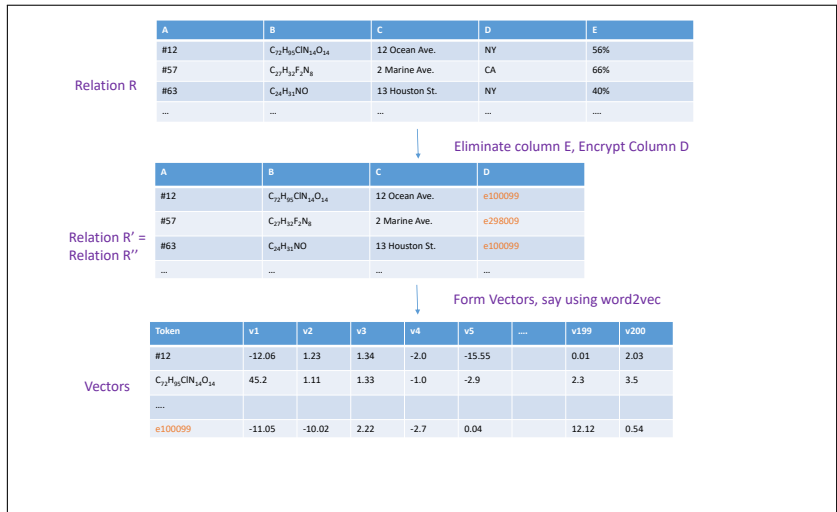 A B C D E
#12 C₇₂H₉₅ClN₁₄O₁₄ 12 Ocean Ave. NY 56%
#57 C₂₇H₃₂F₂N₈ 2 Marine Ave. CA 66%
Relation R
#63 C₂₄H₃₁NO 13 Houston St. NY 40%
... ... ... ... ....
Eliminate column E, Encrypt Column D
A B C D
#12 C₇₂H₉₅ClN₁₄O₁₄ 12 Ocean Ave. e100099
#57 C₂₇H₃₂F₂N₈ 2 Marine Ave. e298009
Relation R’ =
Relation R’’
#63 C₂₄H₃₁NO 13 Houston St. e100099
... ... ... ...
Form Vectors, say using word2vec
Token v1 v2 v3 v4 v5 .... v199 v200
#12 -12.06 1.23 1.34 -2.0 -15.55 0.01 2.03
Vectors
C₇₂H₉₅ClN₁₄O₁₄ 45.2 1.11 1.33 -1.0 -2.9 2.3 3.5
....
e100099 -11.05 -10.02 2.22 -2.7 0.04 12.12 0.54